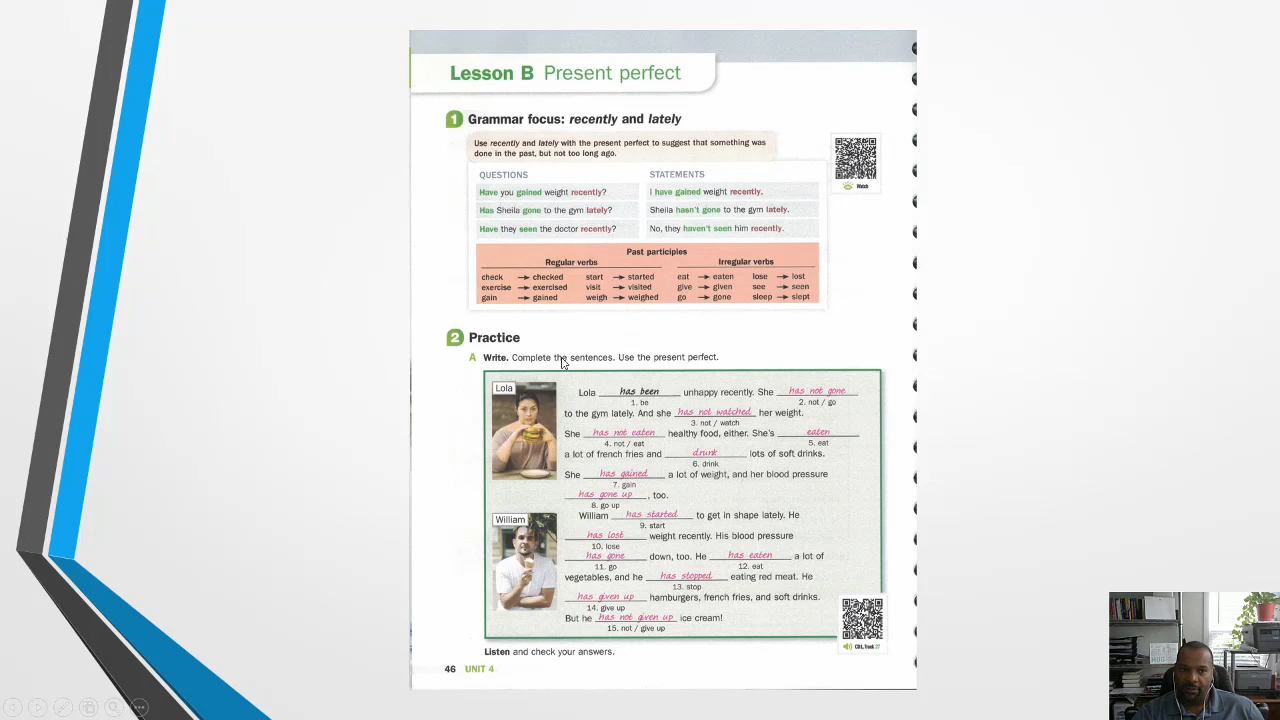 Lesson B Present perfect
1 Grammar focus: recently and lately
Use recently and lately with the present perfect to suggest that something was
done in the past, but not too long ago.
QUESTIONS STATEMENTS
Have you gained weight recently? I have gained weight recently.
Has Sheila gone to the gym lately? Sheila hasn't gone to the gym lately.
Have they seen the doctor recently? No, they haven't seen him recently.
Watch
Past participles
Regular verbs Irregular verbs
check → checked start → started eat → eaten lose → lost
exercise → exercised visit → visited give → given see → seen
gain → gained weigh → weighed go → gone sleep → slept
2 Practice
A Write. Complete the sentences. Use the present perfect.
Lola
Lola has been unhappy recently. She has not gone
1. be 2. not / go
to the gym lately. And she has not watched her weight.
3. not / watch
She has not eaten healthy food, either. She's eaten
4. not / eat 5. eat
a lot of french fries and drunk lots of soft drinks.
6. drink
She has gained a lot of weight, and her blood pressure
7. gain
has gone up, too.
8. go up
William
William has started to get in shape lately. He
9. start
has lost weight recently. His blood pressure
10. lose
has gone down, too. He has eaten a lot of
11. go 12. eat
vegetables, and he has stopped eating red meat. He
13. stop
has given up hamburgers, french fries, and soft drinks.
14. give up
But he has not given up ice cream!
15. not / give up
CD1, Track 27
Listen and check your answers.
46 UNIT 4